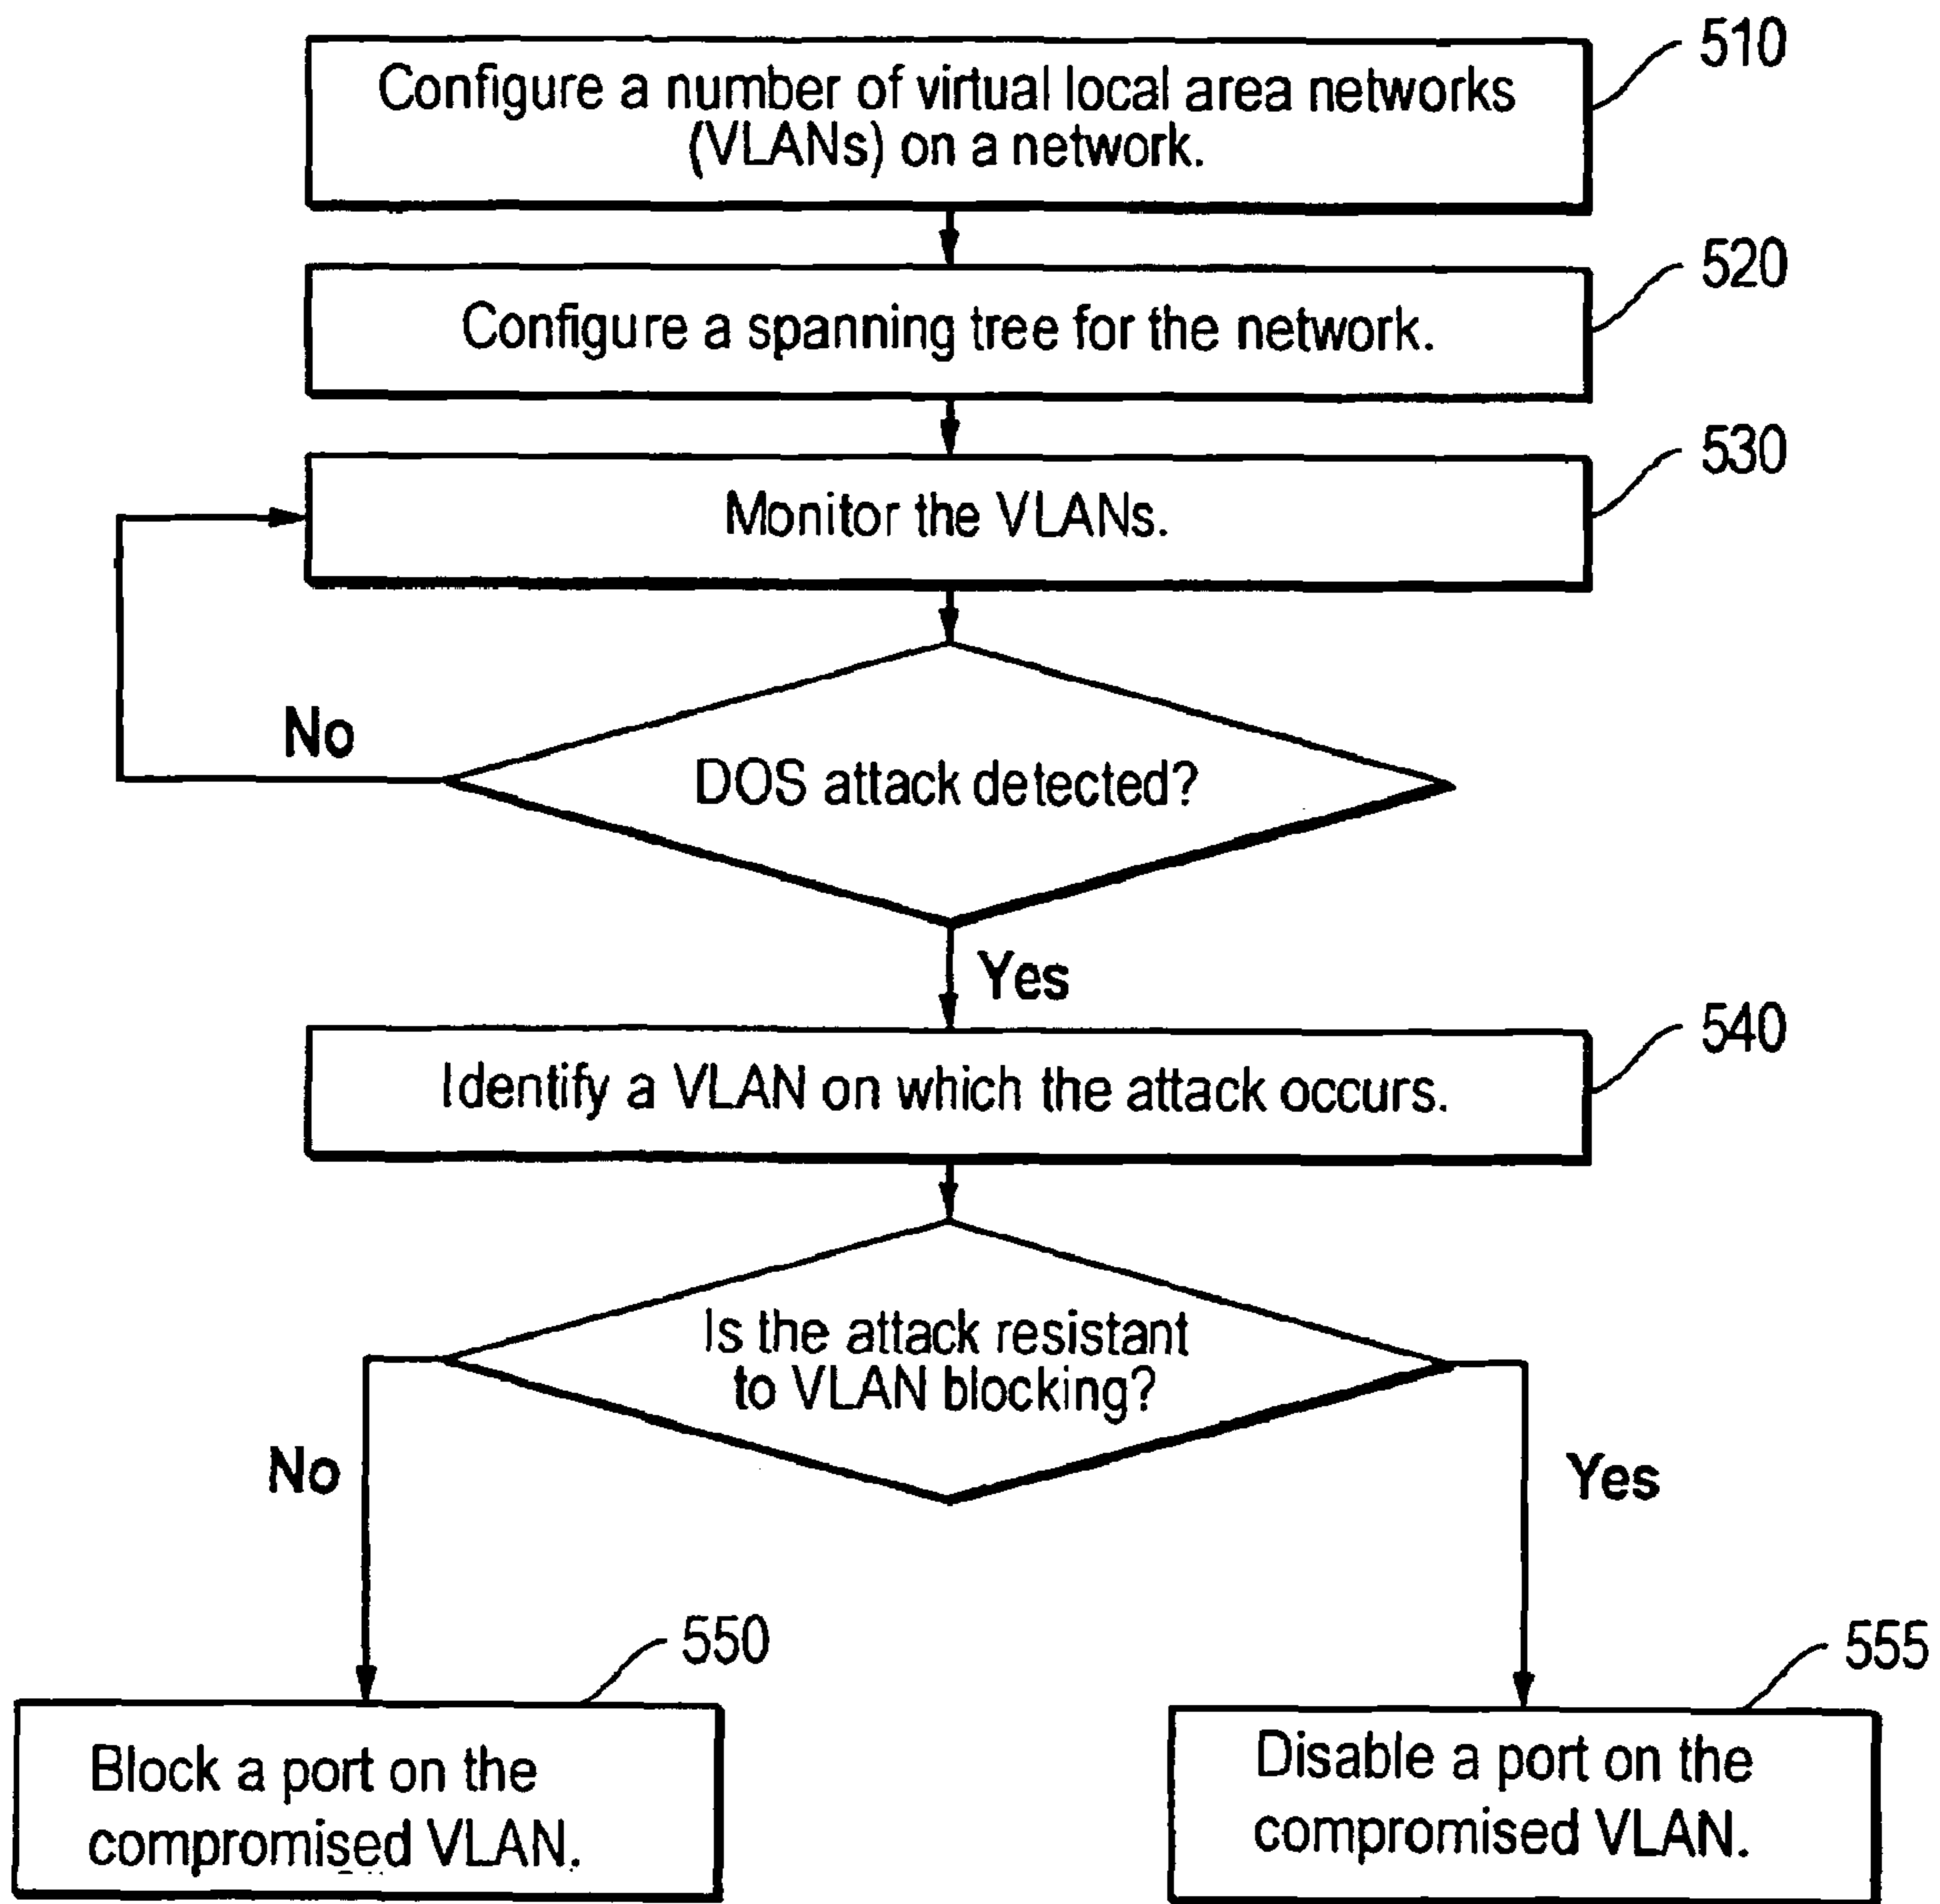 510
Configure a number of virtual local area networks
(VLANs) on a network.
520
Configure a spanning tree for the network.
530
Monitor the VLANs.
No
DOS attack detected?
Yes
540
Identify a VLAN on which the attack occurs.
Is the attack resistant
to VLAN blocking?
No
Yes
550
555
Block a port on the
compromised VLAN.
Disable a port on the
compromised VLAN.